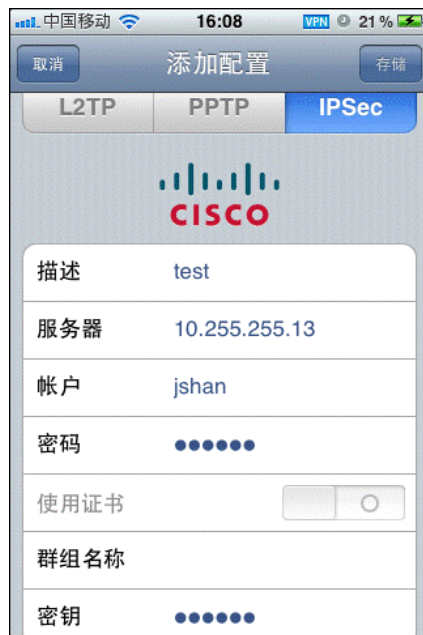 中国移动 16:08 VPN 21%
取消 添加配置 存储
L2TP PPTP IPSec
CISCO
描述 test
服务器 10.255.255.13
帐户 jshan
密码 ●●●●●●
使用证书
群组名称
密钥 ●●●●●●